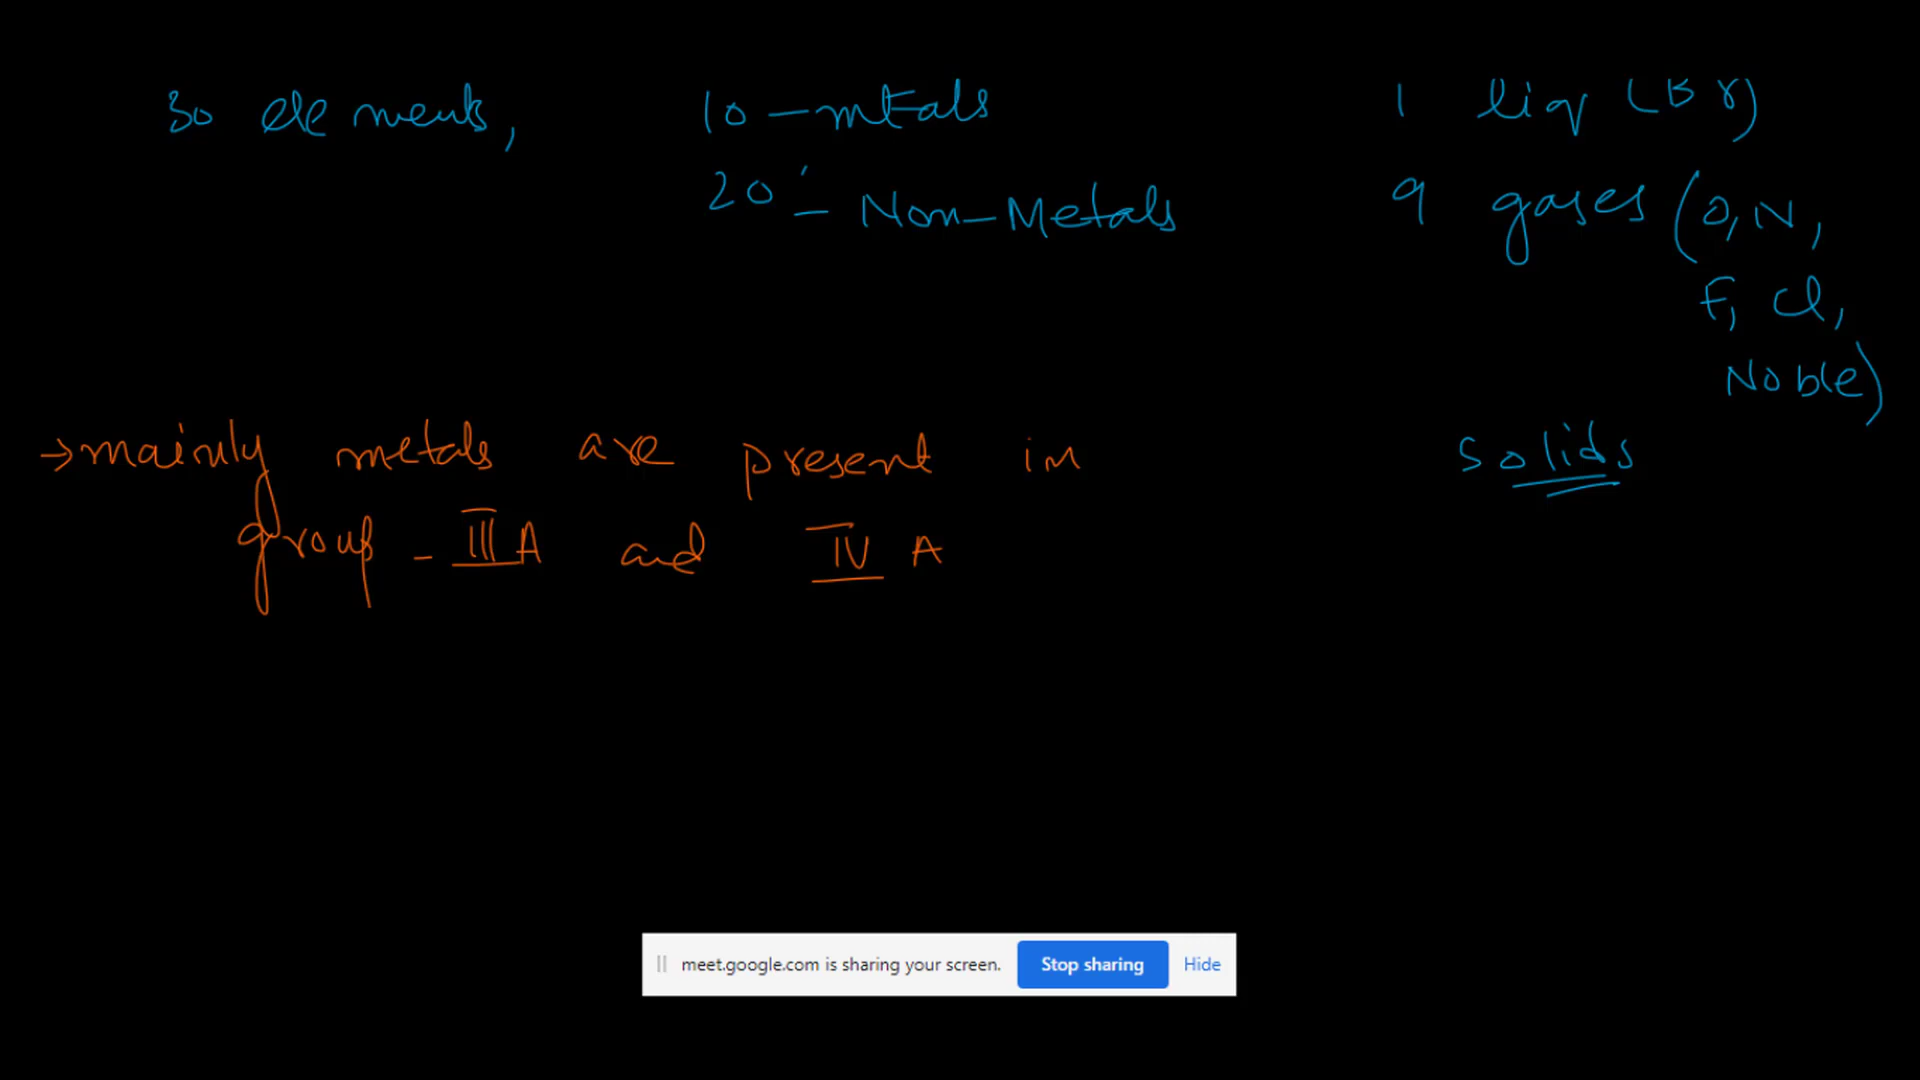 30 elements,
10 - metals
20 - Non-Metals
1 liq (Br)
9 gases (O, N,
F, Cl,
Noble)
solids
→ mainly metals are present in
group - III A and IV A
meet.google.com is sharing your screen. Stop sharing Hide